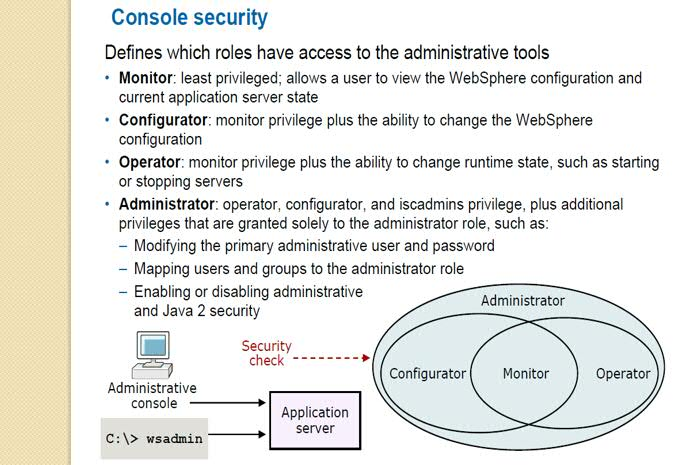 Console security
Defines which roles have access to the administrative tools
• Monitor: least privileged; allows a user to view the WebSphere configuration and
current application server state
• Configurator: monitor privilege plus the ability to change the WebSphere
configuration
• Operator: monitor privilege plus the ability to change runtime state, such as starting
or stopping servers
• Administrator: operator, configurator, and iscadmins privilege, plus additional
privileges that are granted solely to the administrator role, such as:
– Modifying the primary administrative user and password
– Mapping users and groups to the administrator role
– Enabling or disabling administrative
and Java 2 security
Administrator
Security
check
Configurator
Monitor
Operator
Administrative
console
Application
server
C:\> wsadmin